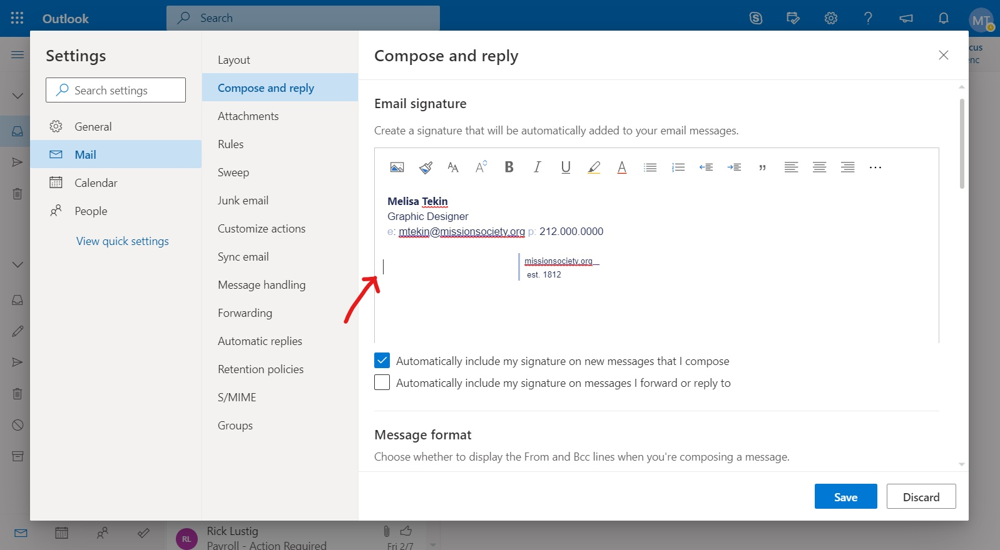 Outlook
Search
MT
Settings
Search settings
General
Mail
Calendar
People
View quick settings
Layout
Compose and reply
Attachments
Rules
Sweep
Junk email
Customize actions
Sync email
Message handling
Forwarding
Automatic replies
Retention policies
S/MIME
Groups
Compose and reply
Email signature
Create a signature that will be automatically added to your email messages.
Melisa Tekin
Graphic Designer
e: mtekin@missionsociety.org p: 212.000.0000
missionsociety.org
est. 1812
Automatically include my signature on new messages that I compose
Automatically include my signature on messages I forward or reply to
Message format
Choose whether to display the From and Bcc lines when you're composing a message.
Save
Discard
cus
enc
RL
Rick Lustig
Payroll - Action Required
Fri 2/7